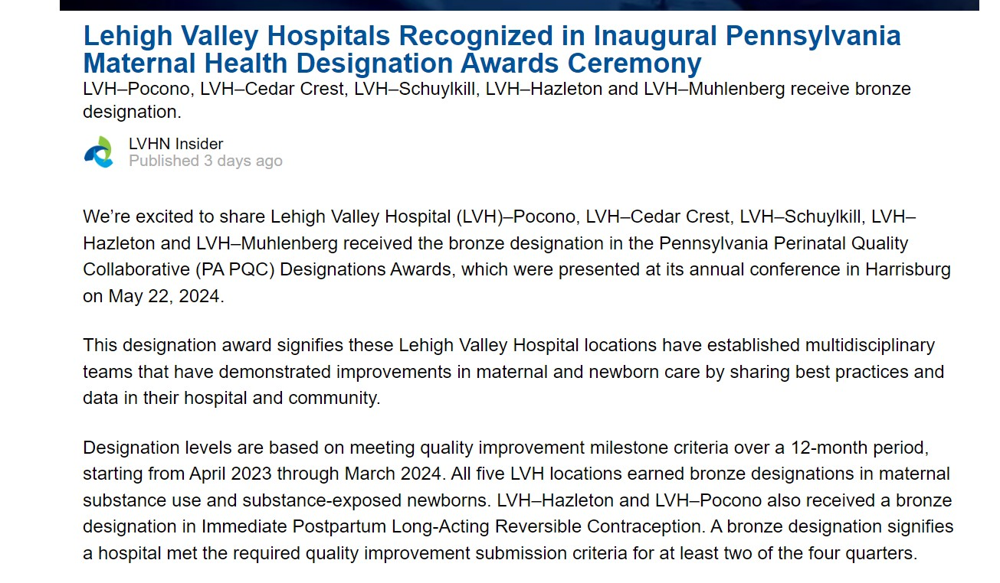 Lehigh Valley Hospitals Recognized in Inaugural Pennsylvania
Maternal Health Designation Awards Ceremony
LVH–Pocono, LVH–Cedar Crest, LVH–Schuylkill, LVH–Hazleton and LVH–Muhlenberg receive bronze
designation.
LVHN Insider
Published 3 days ago
We’re excited to share Lehigh Valley Hospital (LVH)–Pocono, LVH–Cedar Crest, LVH–Schuylkill, LVH–
Hazleton and LVH–Muhlenberg received the bronze designation in the Pennsylvania Perinatal Quality
Collaborative (PA PQC) Designations Awards, which were presented at its annual conference in Harrisburg
on May 22, 2024.
This designation award signifies these Lehigh Valley Hospital locations have established multidisciplinary
teams that have demonstrated improvements in maternal and newborn care by sharing best practices and
data in their hospital and community.
Designation levels are based on meeting quality improvement milestone criteria over a 12-month period,
starting from April 2023 through March 2024. All five LVH locations earned bronze designations in maternal
substance use and substance-exposed newborns. LVH–Hazleton and LVH–Pocono also received a bronze
designation in Immediate Postpartum Long-Acting Reversible Contraception. A bronze designation signifies
a hospital met the required quality improvement submission criteria for at least two of the four quarters.